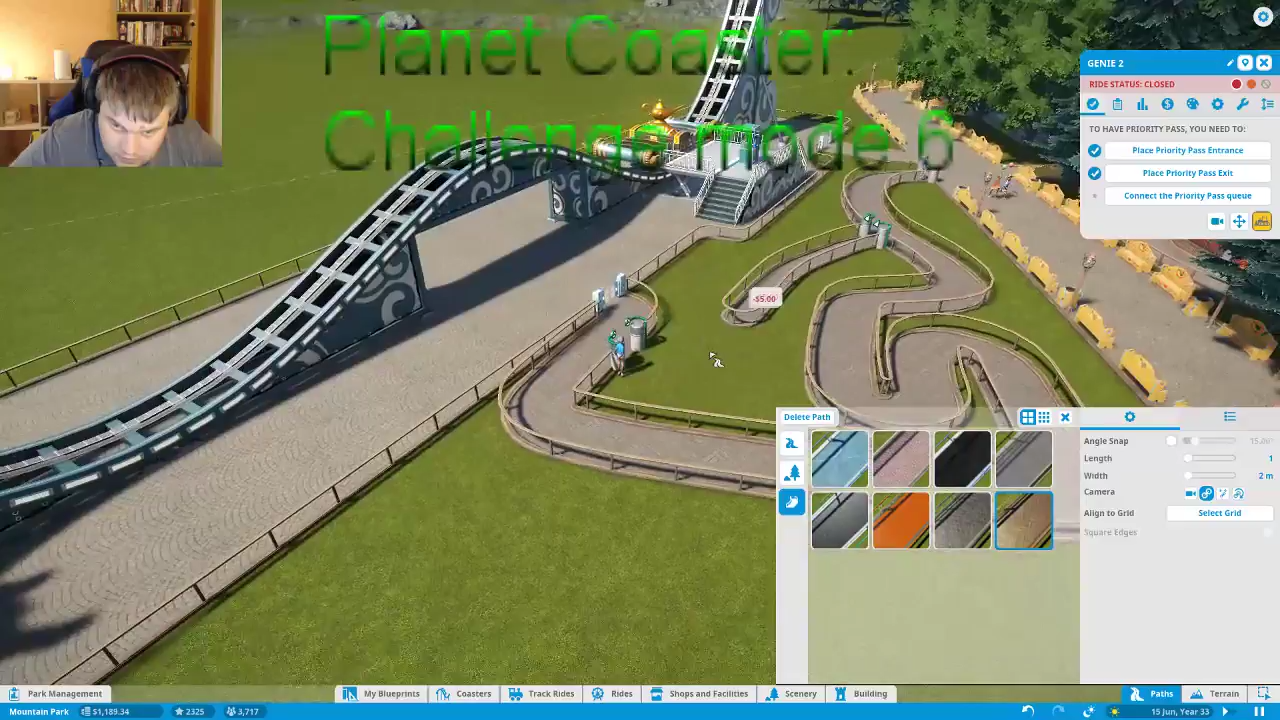 Planet Coaster:
Challenge mode 6
GENIE 2
RIDE STATUS: CLOSED
TO HAVE PRIORITY PASS, YOU NEED TO:
Place Priority Pass Entrance
Place Priority Pass Exit
Connect the Priority Pass queue
-$5.00
Delete Path
Angle Snap 15.00°
Length 1
Width 2 m
Camera
Align to Grid Select Grid
Square Edges
Park Management My Blueprints Coasters Track Rides Rides Shops and Facilities Scenery Building Paths Terrain
Mountain Park $1,189.34 2325 3,717 15 Jun, Year 33